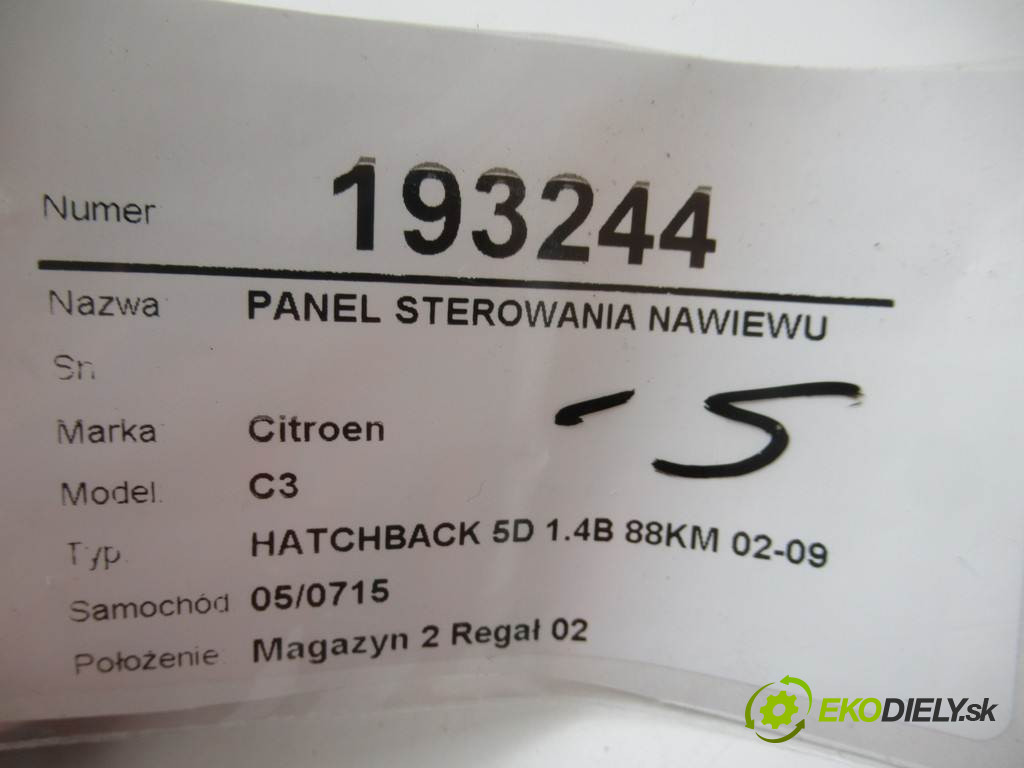 Numer 193244
Nazwa PANEL STEROWANIA NAWIEWU
Sn
Marka Citroen -5
Model. C3
Typ. HATCHBACK 5D 1.4B 88KM 02-09
Samochód 05/0715
Położenie. Magazyn 2 Regał 02
EKODIELY.sk